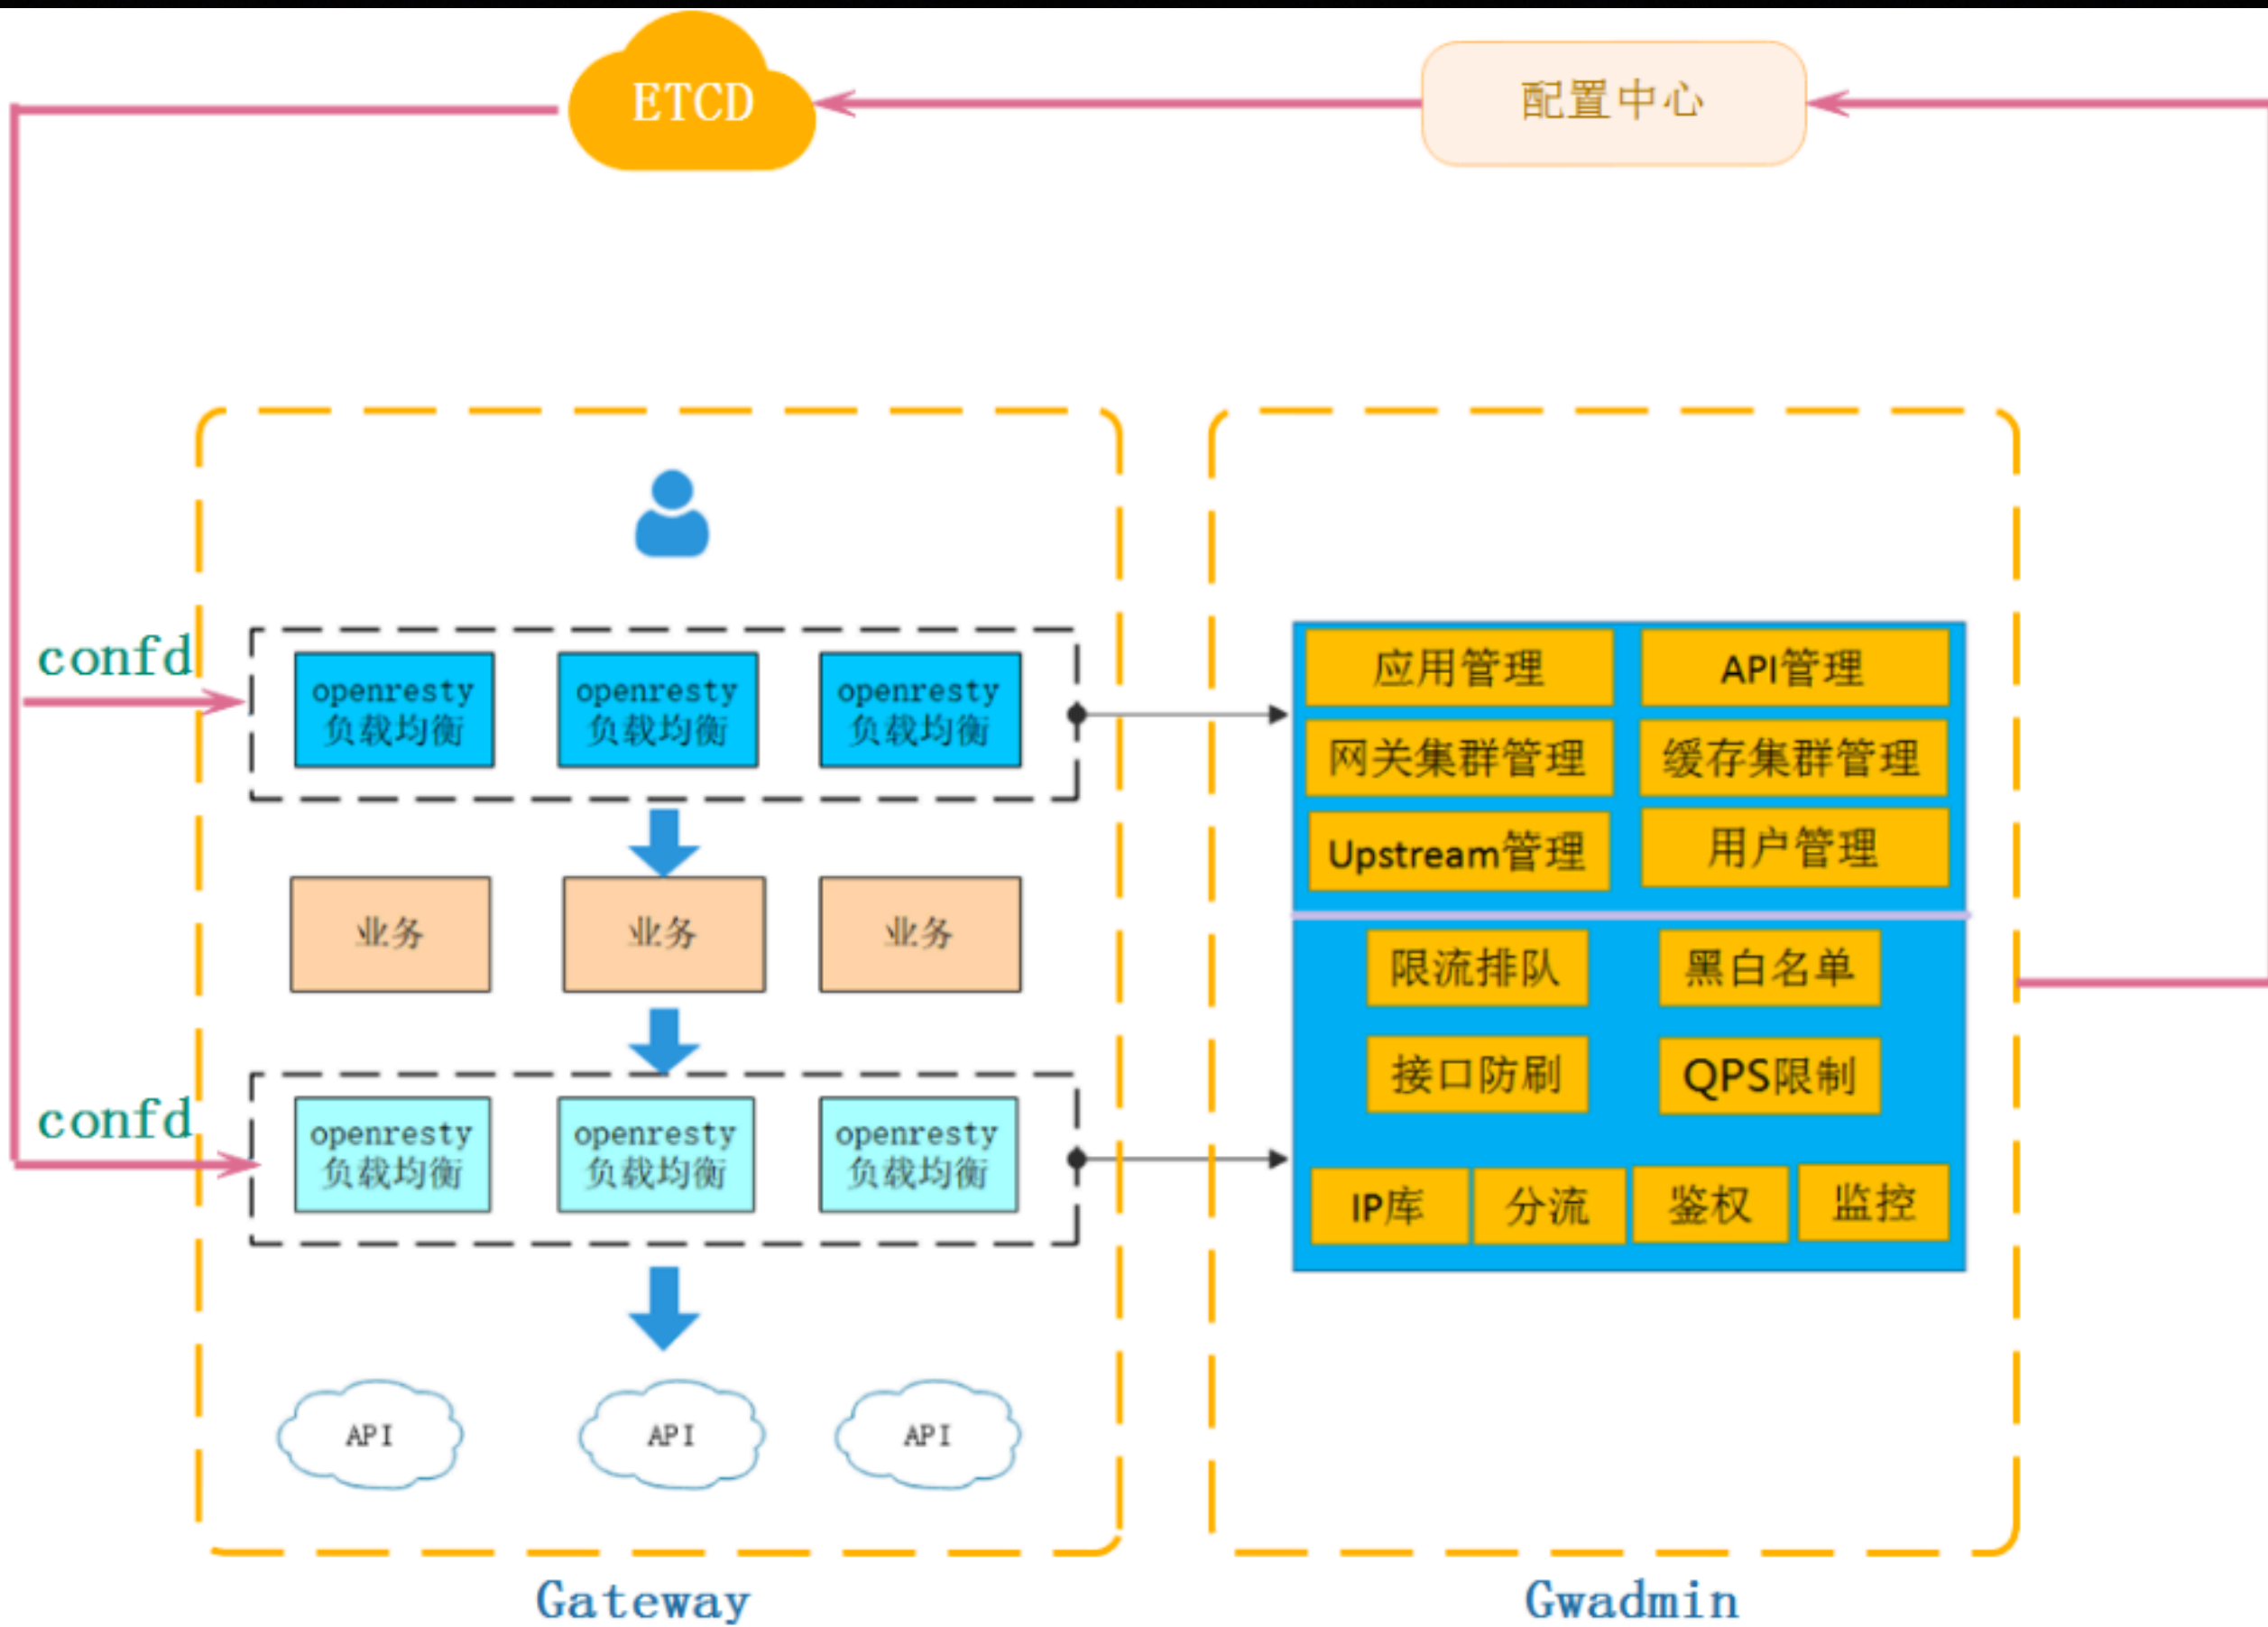 ETCD
配置中心
confd
openresty
负载均衡
openresty
负载均衡
openresty
负载均衡
业务
业务
业务
confd
openresty
负载均衡
openresty
负载均衡
openresty
负载均衡
API
API
API
Gateway
应用管理
API管理
网关集群管理
缓存集群管理
Upstream管理
用户管理
限流排队
黑白名单
接口防刷
QPS限制
IP库
分流
鉴权
监控
Gwadmin